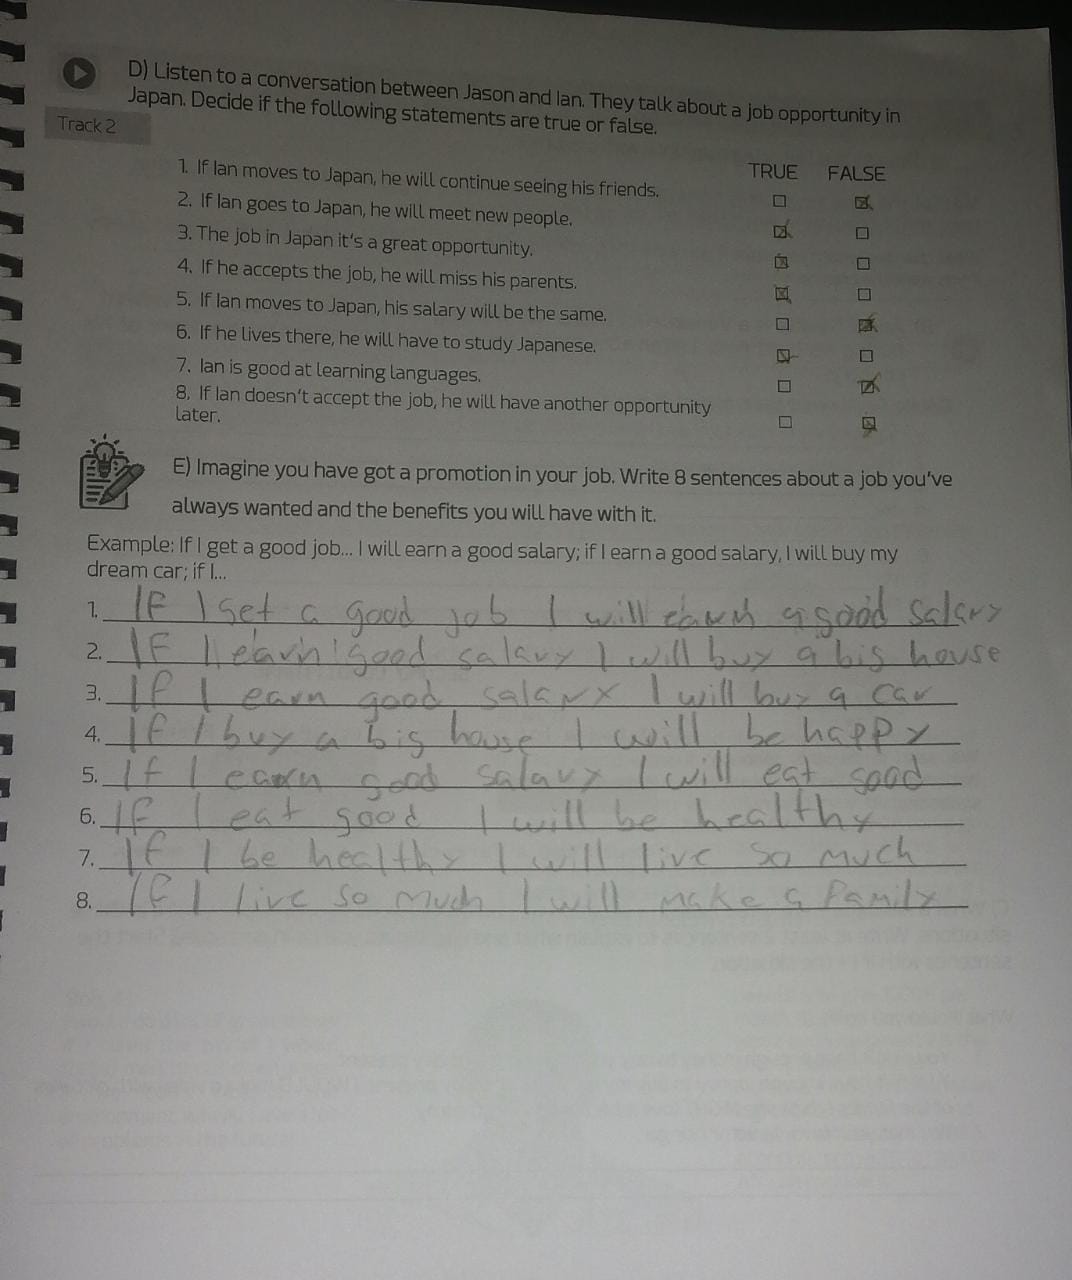 D) Listen to a conversation between Jason and Ian. They talk about a job opportunity in
Japan. Decide if the following statements are true or false.
Track 2
TRUE FALSE
1. If Ian moves to Japan, he will continue seeing his friends.
2. If Ian goes to Japan, he will meet new people.
3. The job in Japan it's a great opportunity.
4. If he accepts the job, he will miss his parents.
5. If Ian moves to Japan, his salary will be the same.
6. If he lives there, he will have to study Japanese.
7. Ian is good at learning languages.
8. If Ian doesn't accept the job, he will have another opportunity
later.
E) Imagine you have got a promotion in your job. Write 8 sentences about a job you've
always wanted and the benefits you will have with it.
Example: If I get a good job... I will earn a good salary; if I earn a good salary, I will buy my
dream car; if I...
1. If I get a good job I will earn a good salary
2. If I earn good salary I will buy a big house
3. If I earn good salary I will buy a car
4. If I buy a big house I will be happy
5. If I earn good salary I will eat good
6. If I eat good I will be healthy
7. If I be healthy I will live so much
8. If I live so much I will make a family